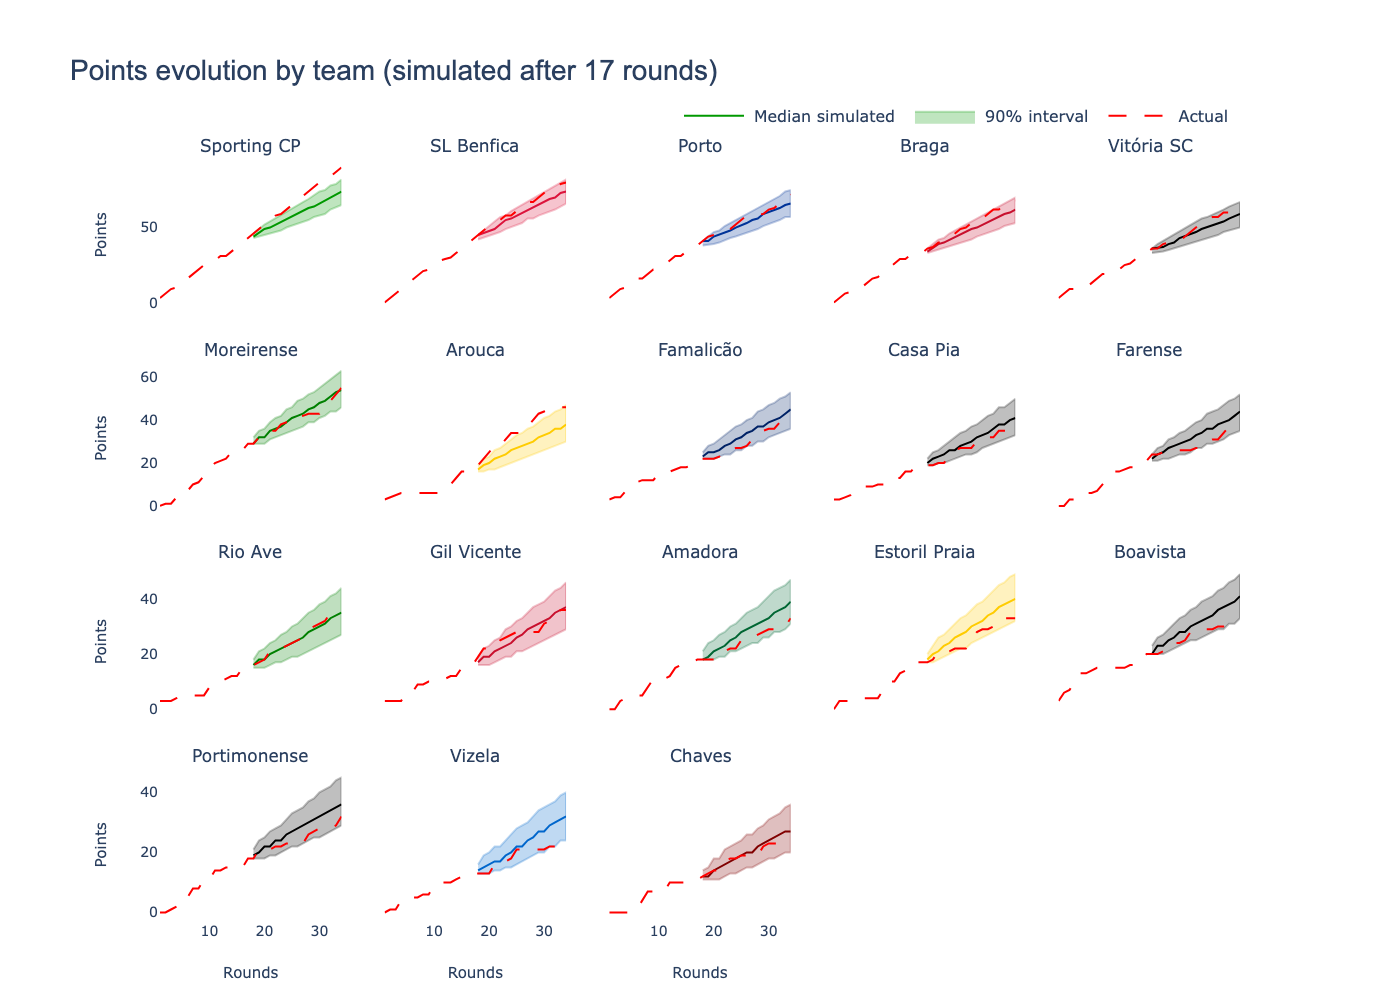 Points evolution by team (simulated after 17 rounds)
Median simulated 90% interval Actual
Sporting CP SL Benfica Porto Braga Vitória SC
Points
50
0
Moreirense Arouca Famalicão Casa Pia Farense
Points
60
40
20
0
Rio Ave Gil Vicente Amadora Estoril Praia Boavista
Points
40
20
0
Portimonense Vizela Chaves
Points
40
20
0
10 20 30 10 20 30 10 20 30
Rounds Rounds Rounds